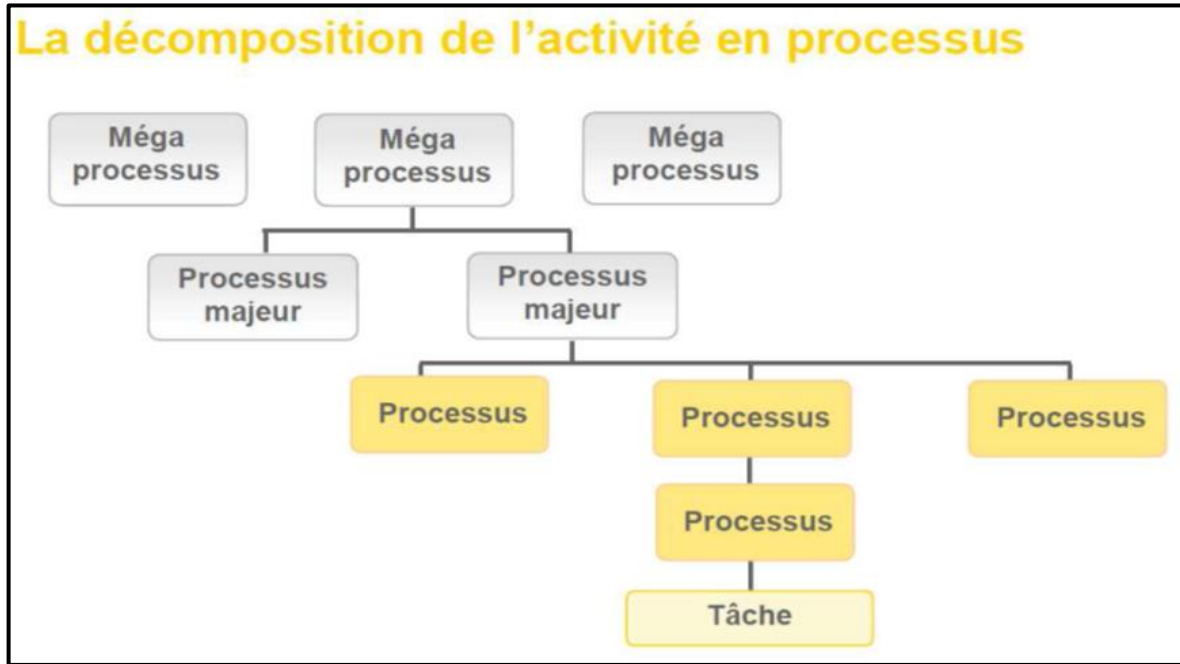 La décomposition de l'activité en processus
Méga
processus
Méga
processus
Méga
processus
Processus
majeur
Processus
majeur
Processus
Processus
Processus
Processus
Tâche